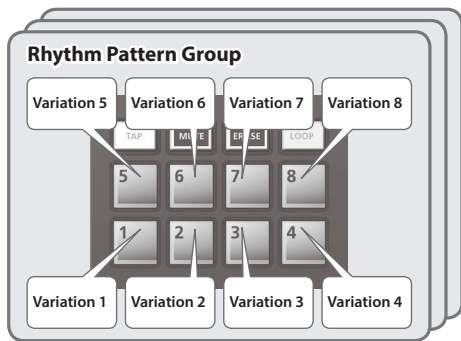 Rhythm Pattern Group
Variation 5 Variation 6 Variation 7 Variation 8
TAP MUTE ERASE LOOP
5 6 7 8
1 2 3 4
Variation 1 Variation 2 Variation 3 Variation 4